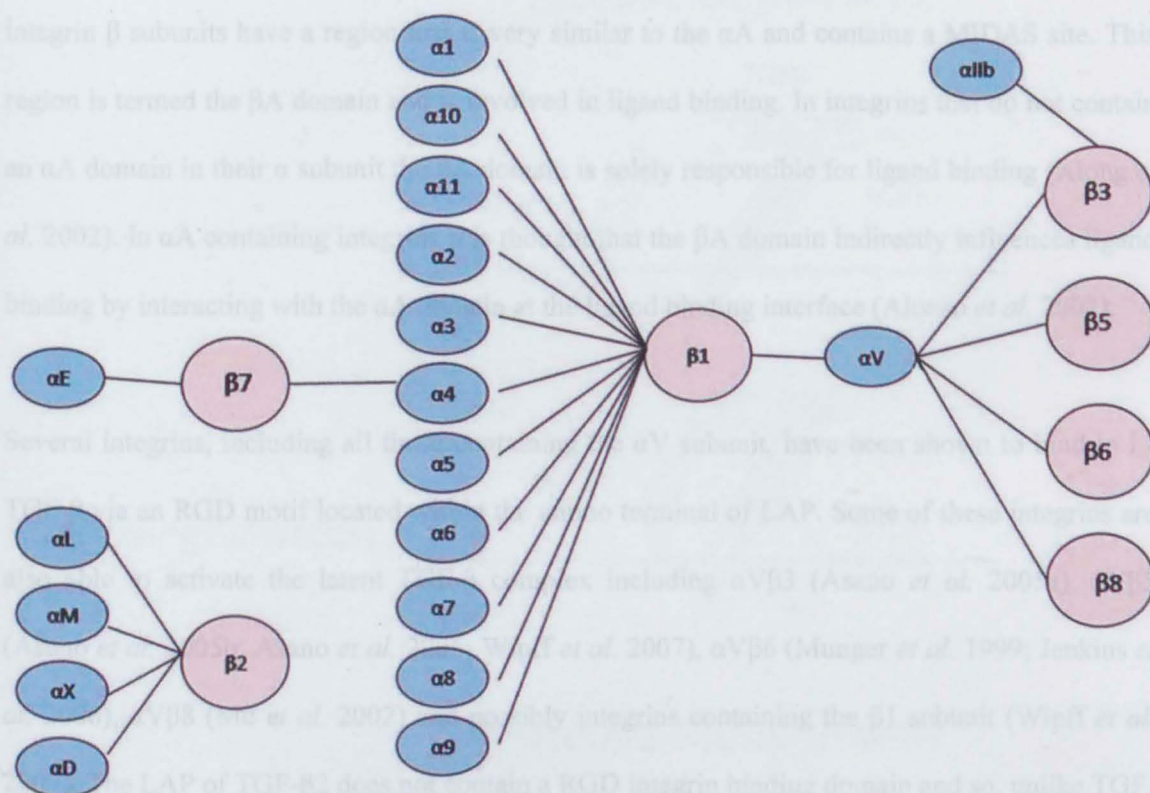 integrin β subunits have a region very similar to the αA and contains a MIDAS site. This
region is termed the βA domain and is involved in ligand binding. In integrins that do not contain
an αA domain in their α subunit the domain is solely responsible for ligand binding
al. 2002). In αA containing integrins it is thought that the βA domain indirectly influences ligand
binding by interacting with the αA domain at the ligand binding interface (Alonso et al. 2002).
Several integrins, including all those containing the αV subunit, have been shown to bind to
via an RGD motif located within the amino terminal of LAP. Some of these integrins are
also able to activate the latent TGF-β complex including αVβ3 (Asano et al. 2005a)
(Asano et al. 2005b; Asano et al. Wipff et al. 2007), αVβ6 (Munger et al. 1999; Jenkins
αVβ8 (Mu et al. 2002) and possibly integrins containing the β1 subunit (Wipff et al.
The LAP of TGF-β2 does not contain a RGD integrin binding domain and so, unlike TGF
α1
α10
α11
α2
α3
α4
α5
α6
α7
α8
α9
αE
β7
αL
αM
αX
αD
β2
β1
αV
αIIb
β3
β5
β6
β8